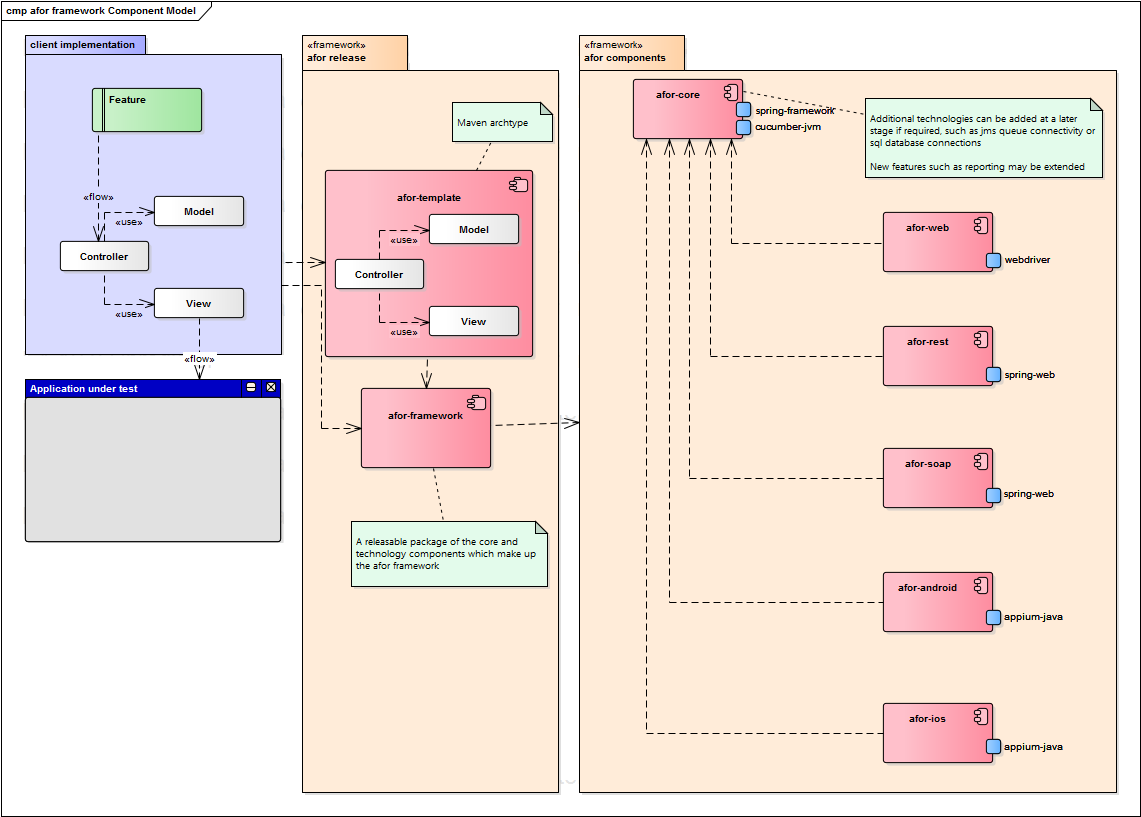 cmp afor framework Component Model
client implementation
Feature
«flow»
Model
«use»
Controller
View
«use»
«flow»
Application under test
«framework»
afor release
Maven archtype
afor-template
Model
«use»
Controller
View
«use»
afor-framework
A releasable package of the core and
technology components which make up
the afor framework
«framework»
afor components
afor-core
spring-framework
cucumber-jvm
Additional technologies can be added at a later
stage if required, such as jms queue connectivity or
sql database connections
New features such as reporting may be extended
afor-web
webdriver
afor-rest
spring-web
afor-soap
spring-web
afor-android
appium-java
afor-ios
appium-java